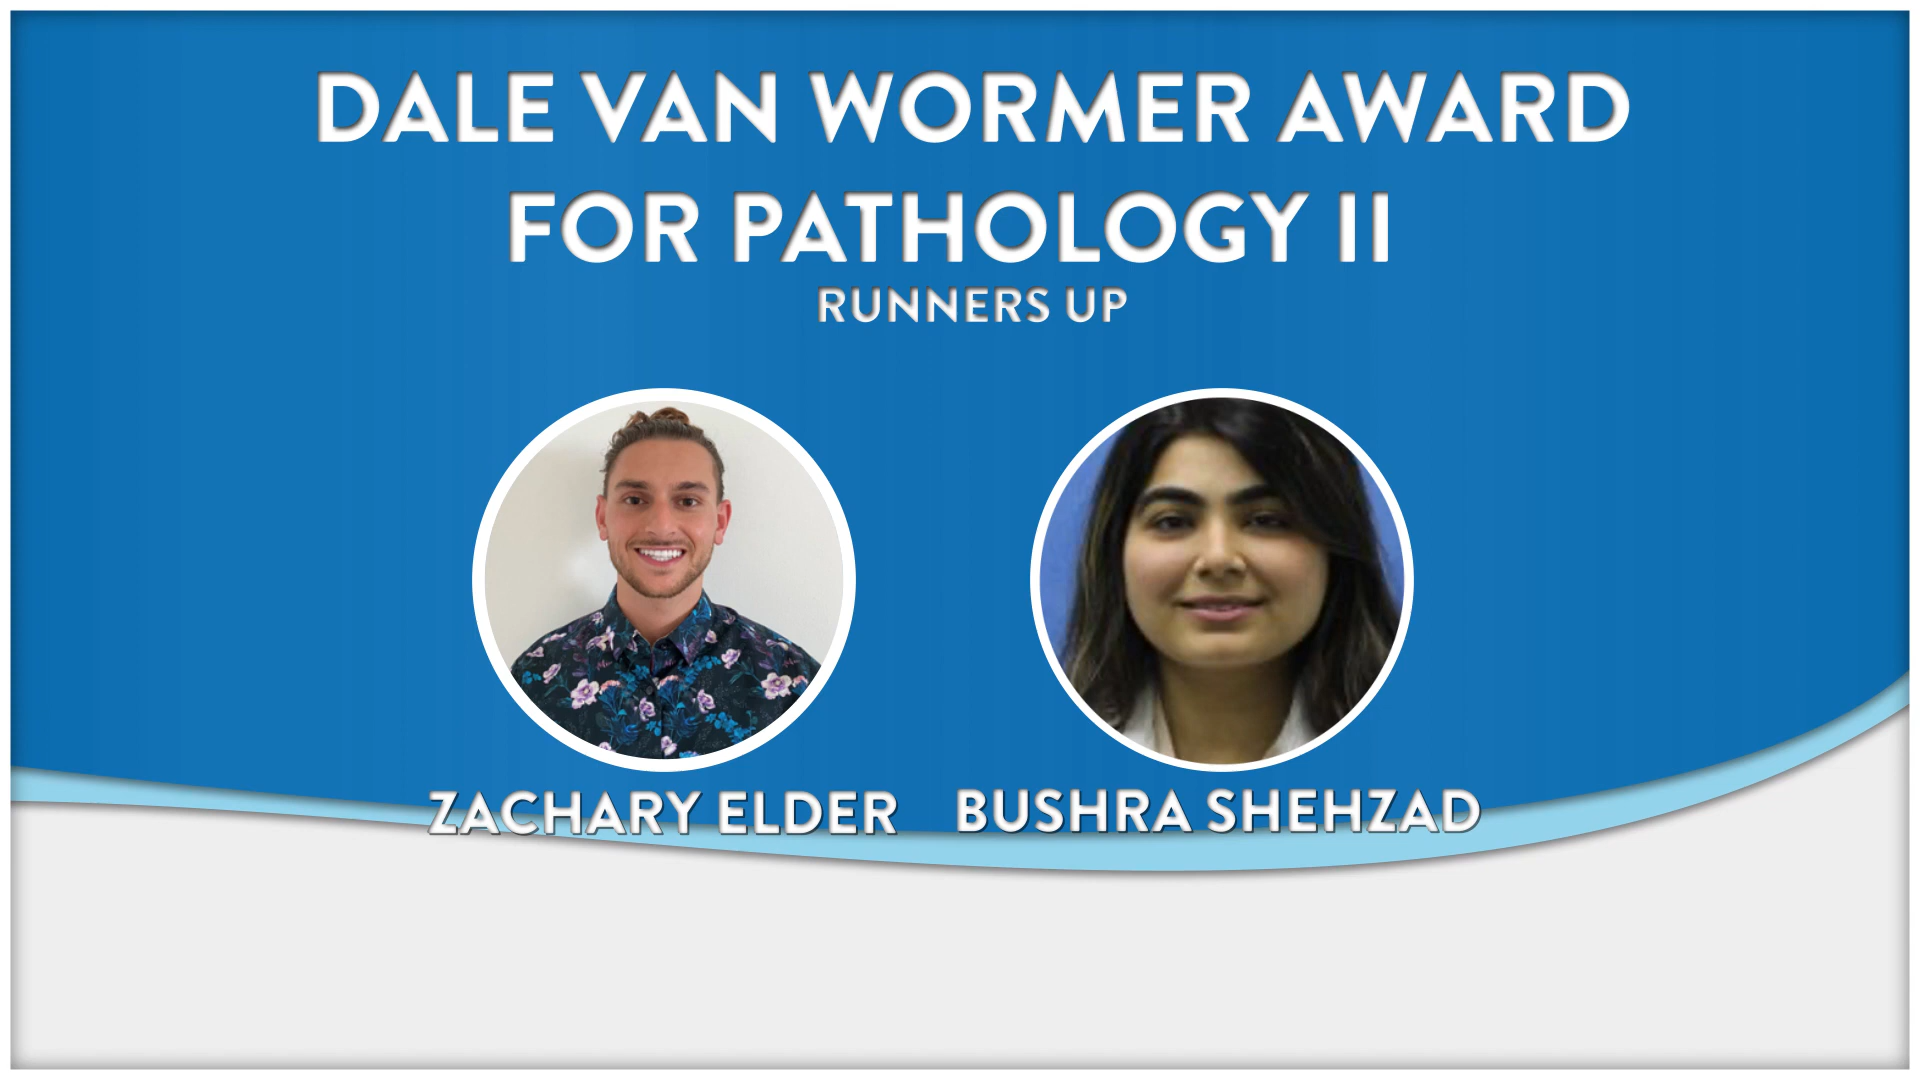 DALE VAN WORMER AWARD
FOR PATHOLOGY II
RUNNERS UP
ZACHARY ELDER
BUSHRA SHEHZAD